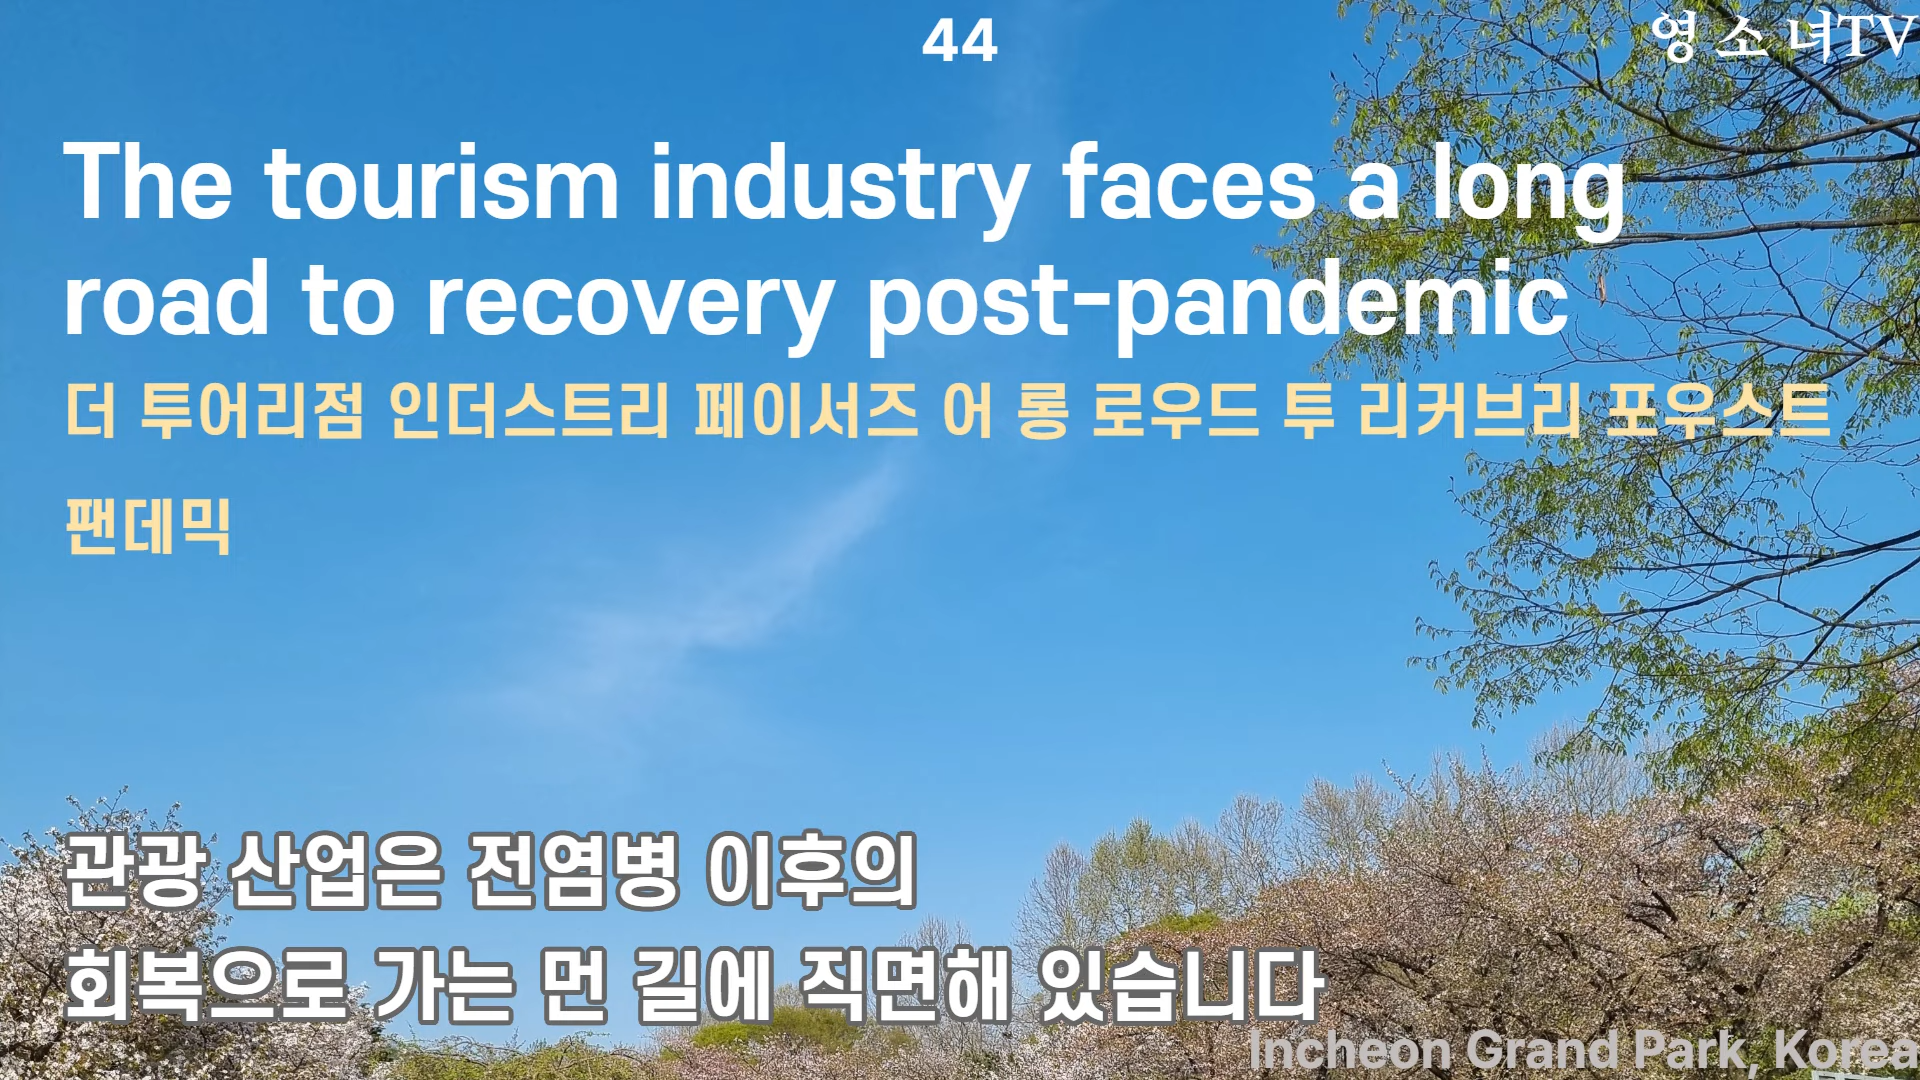 44
영 소 녀TV
The tourism industry faces a long
road to recovery post-pandemic
더 투어리점 인더스트리 페이서즈 어 롱 로우드 투 리커브리 포우스트
팬데믹
관광 산업은 전염병 이후의
회복으로 가는 먼 길에 직면해 있습니다
Incheon Grand Park, Korea